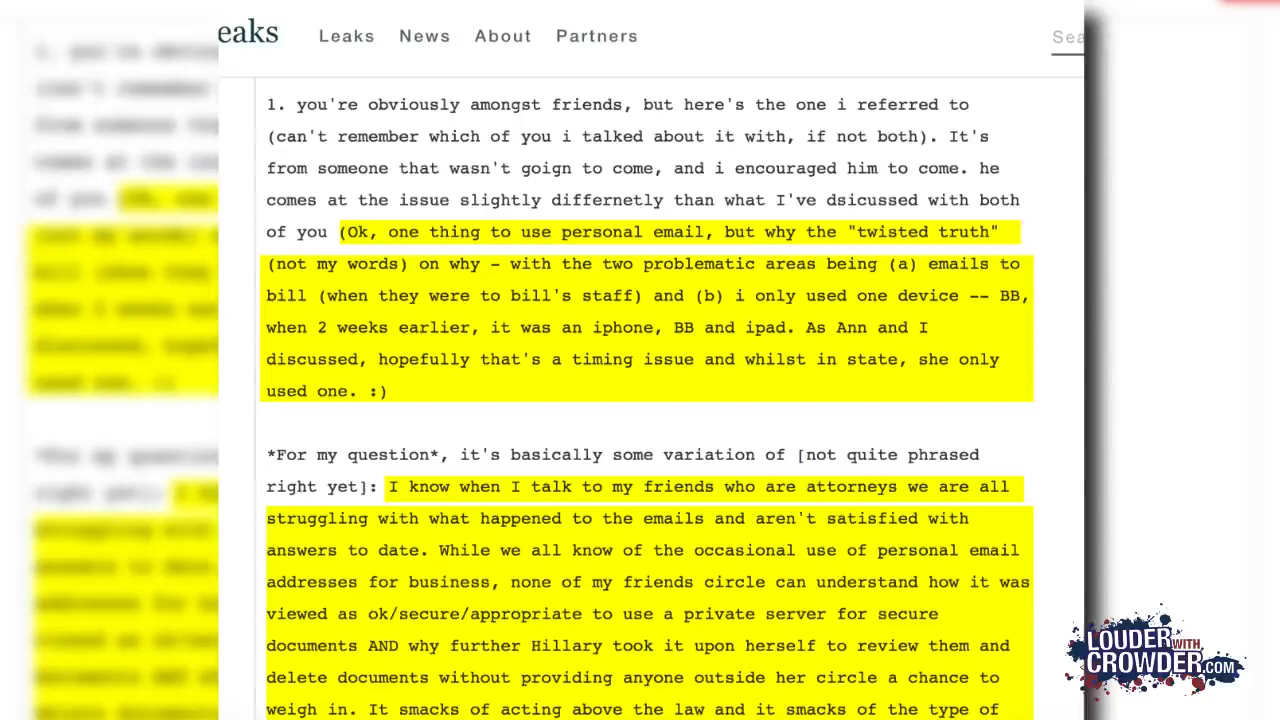 eaks
Leaks News About Partners
Sea
1. you're obviously amongst friends, but here's the one i referred to
(can't remember which of you i talked about it with, if not both). It's
from someone that wasn't goign to come, and i encouraged him to come. he
comes at the issue slightly differnetly than what I've dsicussed with both
of you (Ok, one thing to use personal email, but why the "twisted truth"
(not my words) on why - with the two problematic areas being (a) emails to
bill (when they were to bill's staff) and (b) i only used one device -- BB,
when 2 weeks earlier, it was an iphone, BB and ipad. As Ann and I
discussed, hopefully that's a timing issue and whilst in state, she only
used one. :)
*For my question*, it's basically some variation of [not quite phrased
right yet]: I know when I talk to my friends who are attorneys we are all
struggling with what happened to the emails and aren't satisfied with
answers to date. While we all know of the occasional use of personal email
addresses for business, none of my friends circle can understand how it was
viewed as ok/secure/appropriate to use a private server for secure
documents AND why further Hillary took it upon herself to review them and
delete documents without providing anyone outside her circle a chance to
weigh in. It smacks of acting above the law and it smacks of the type of
LOUDER WITH
CROWDER.COM